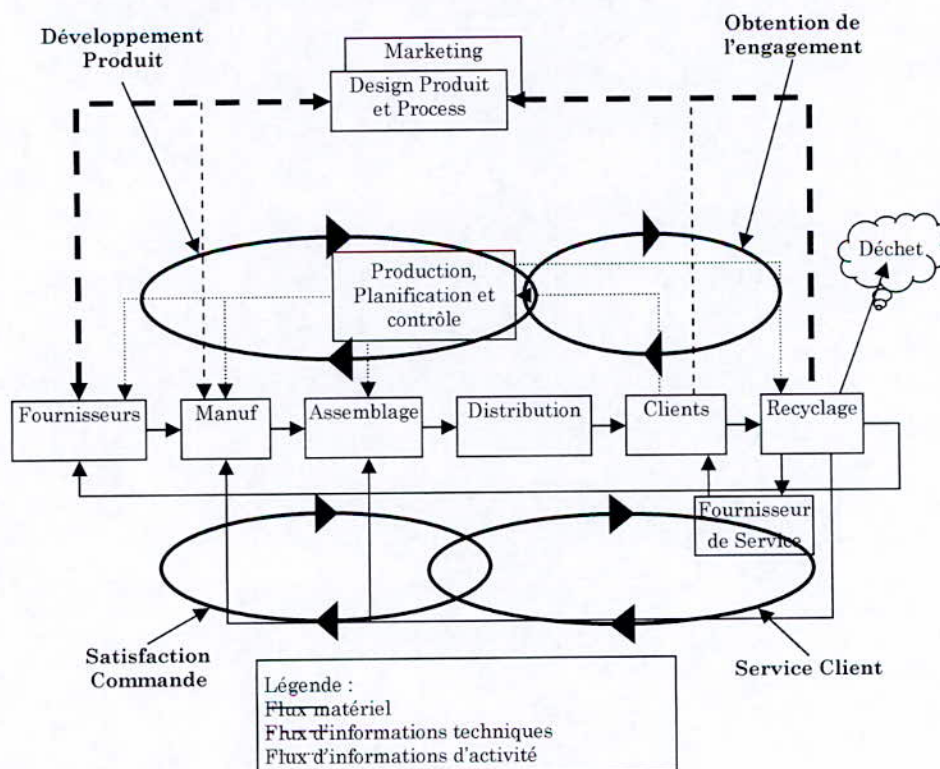 Développement
Produit
Marketing
Design Produit
et Process
Obtention de
l'engagement
Déchet
Production,
Planification et
contrôle
Fournisseurs
Manuf
Assemblage
Distribution
Clients
Recyclage
Fournisseur
de Service
Satisfaction
Commande
Service Client
Légende :
Flux matériel
Flux d'informations techniques
Flux d'informations d'activité